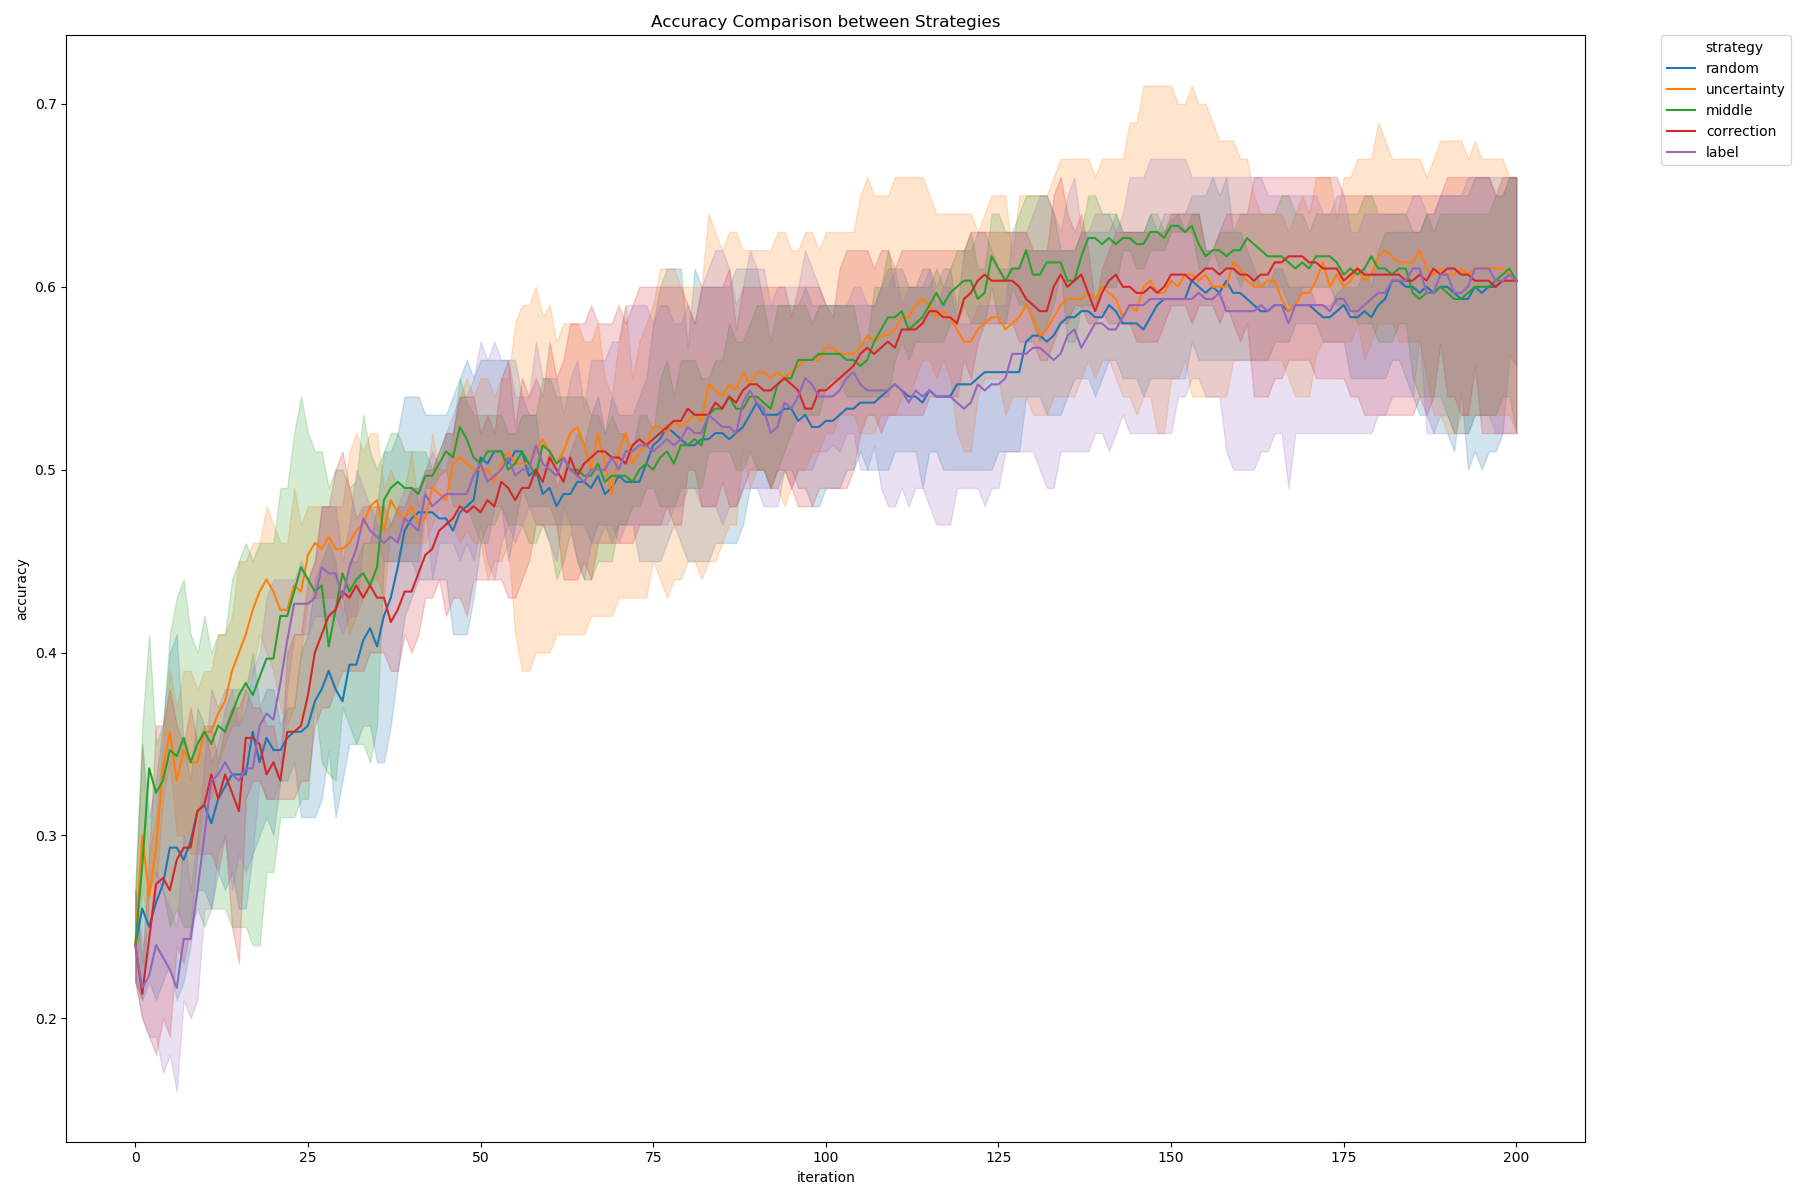 Accuracy Comparison between Strategies
strategy
random
uncertainty
middle
correction
label
0.7
0.6
0.5
0.4
0.3
0.2
accuracy
0 25 50 75 100 125 150 175 200
iteration